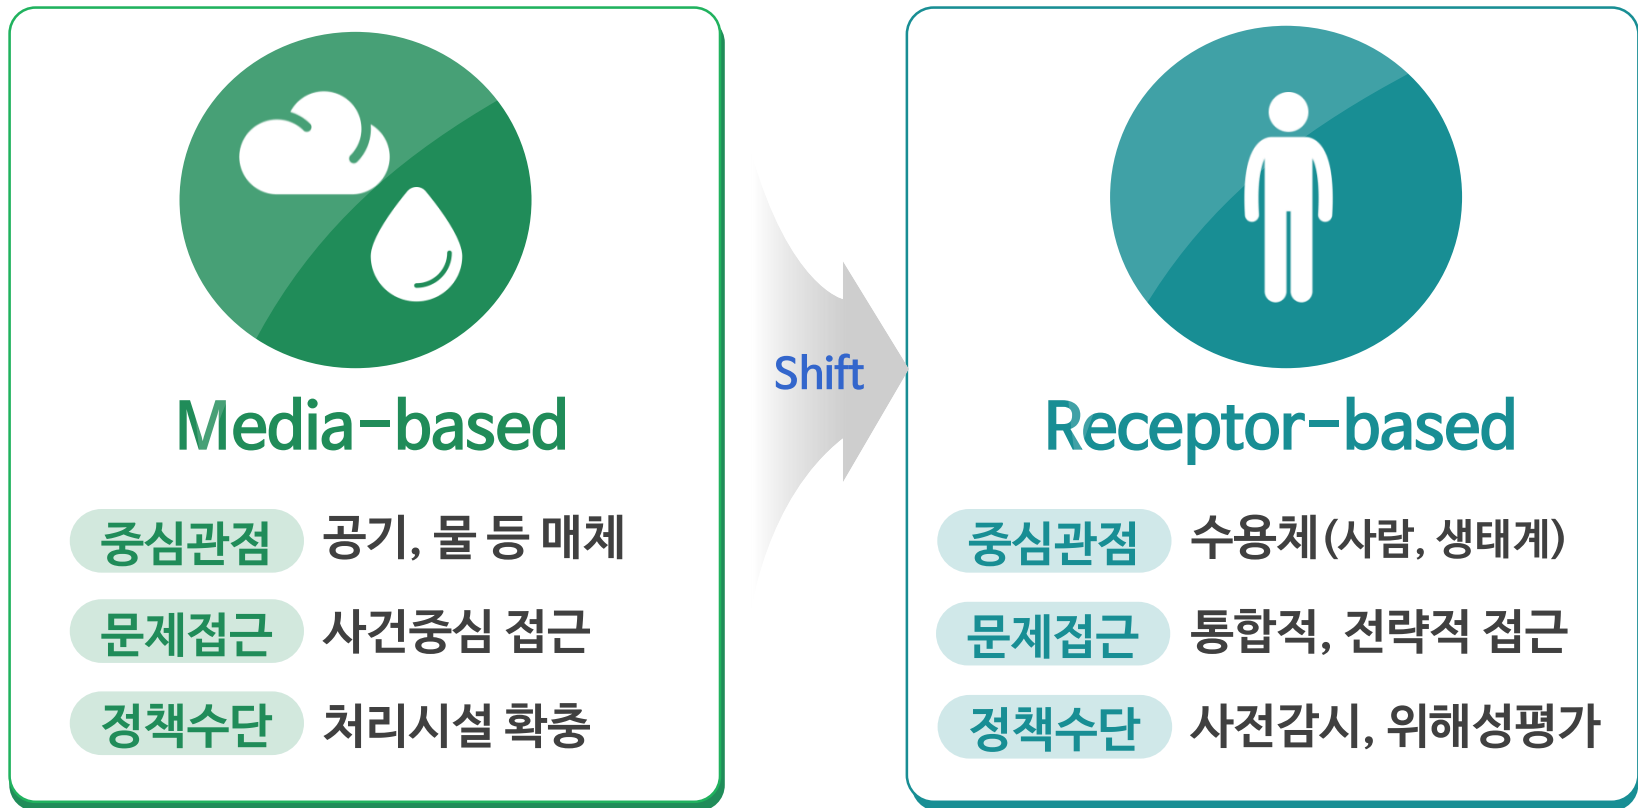 Media-based
중심관점 공기, 물 등 매체
문제접근 사건중심 접근
정책수단 처리시설 확충
Shift
Receptor-based
중심관점 수용체(사람, 생태계)
문제접근 통합적, 전략적 접근
정책수단 사전감시, 위해성평가